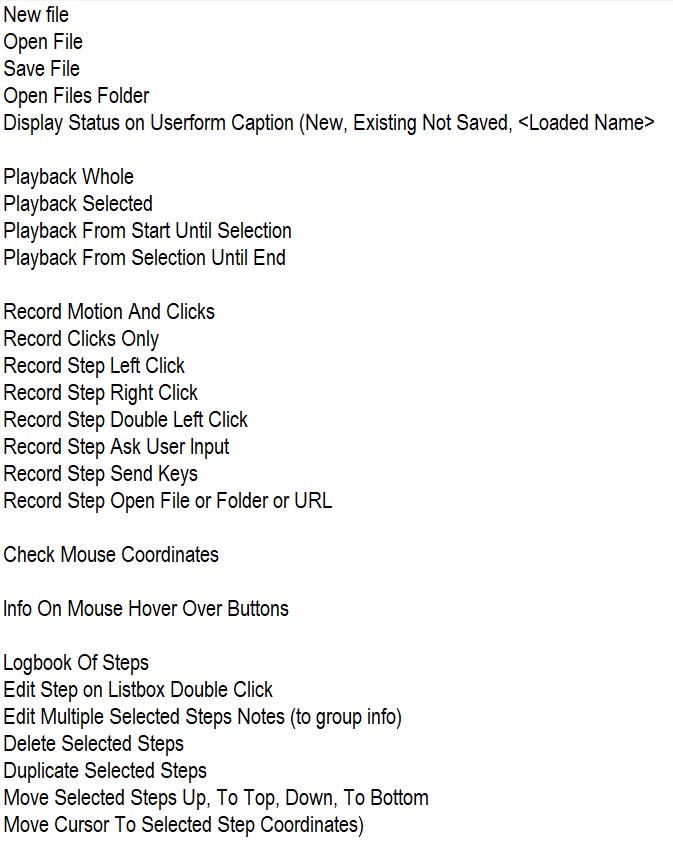 New file
Open File
Save File
Open Files Folder
Display Status on Userform Caption (New, Existing Not Saved, <Loaded Name>
Playback Whole
Playback Selected
Playback From Start Until Selection
Playback From Selection Until End
Record Motion And Clicks
Record Clicks Only
Record Step Left Click
Record Step Right Click
Record Step Double Left Click
Record Step Ask User Input
Record Step Send Keys
Record Step Open File or Folder or URL
Check Mouse Coordinates
Info On Mouse Hover Over Buttons
Logbook Of Steps
Edit Step on Listbox Double Click
Edit Multiple Selected Steps Notes (to group info)
Delete Selected Steps
Duplicate Selected Steps
Move Selected Steps Up, To Top, Down, To Bottom
Move Cursor To Selected Step Coordinates)